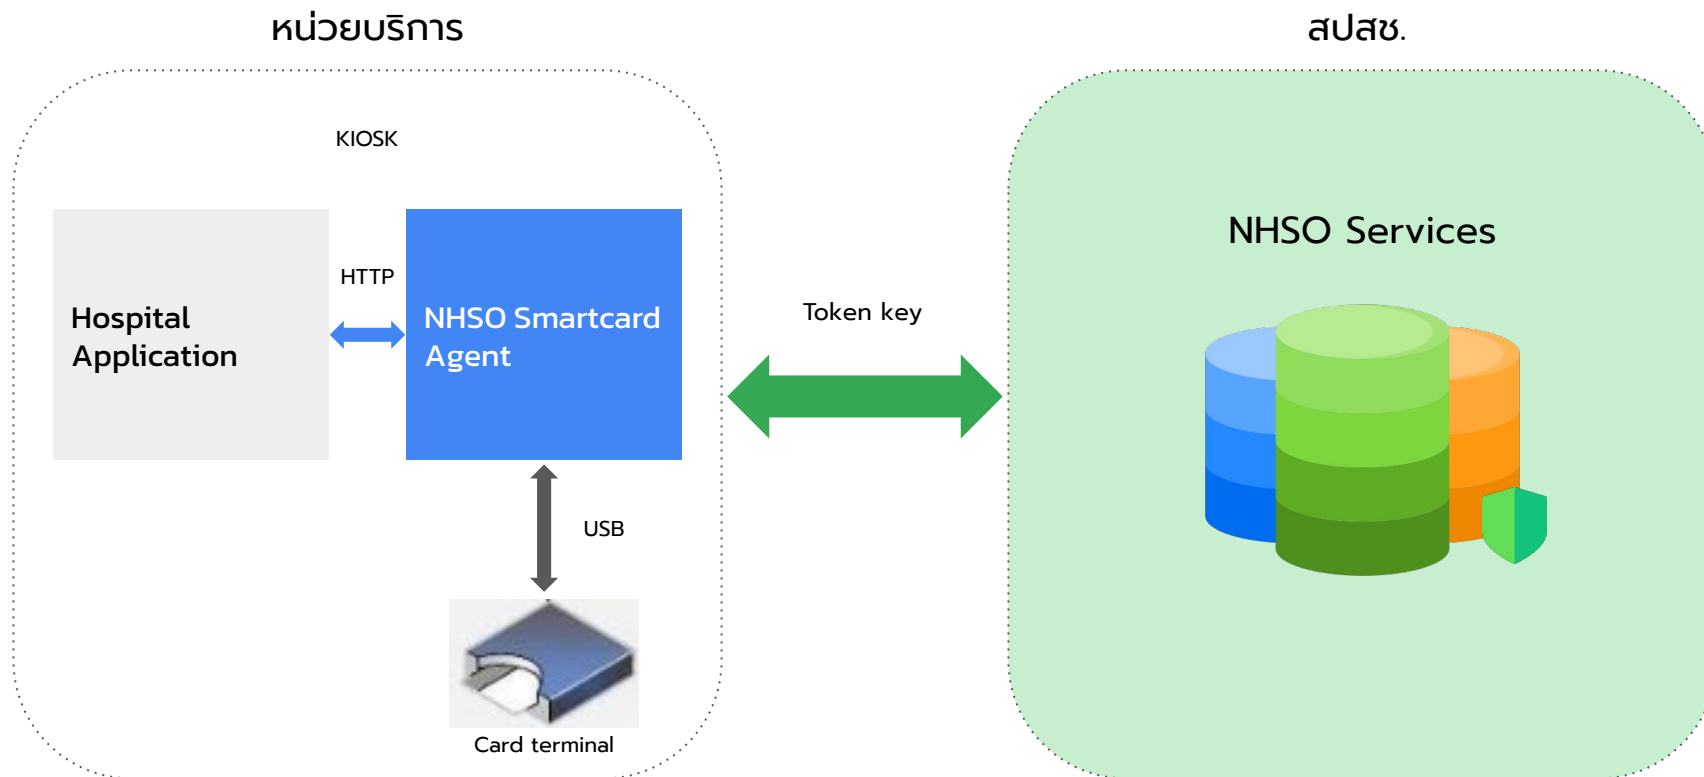 หน่วยบริการ
สปสช.
KIOSK
NHSO Services
HTTP
Hospital
Application
NHSO Smartcard
Agent
Token key
USB
Card terminal